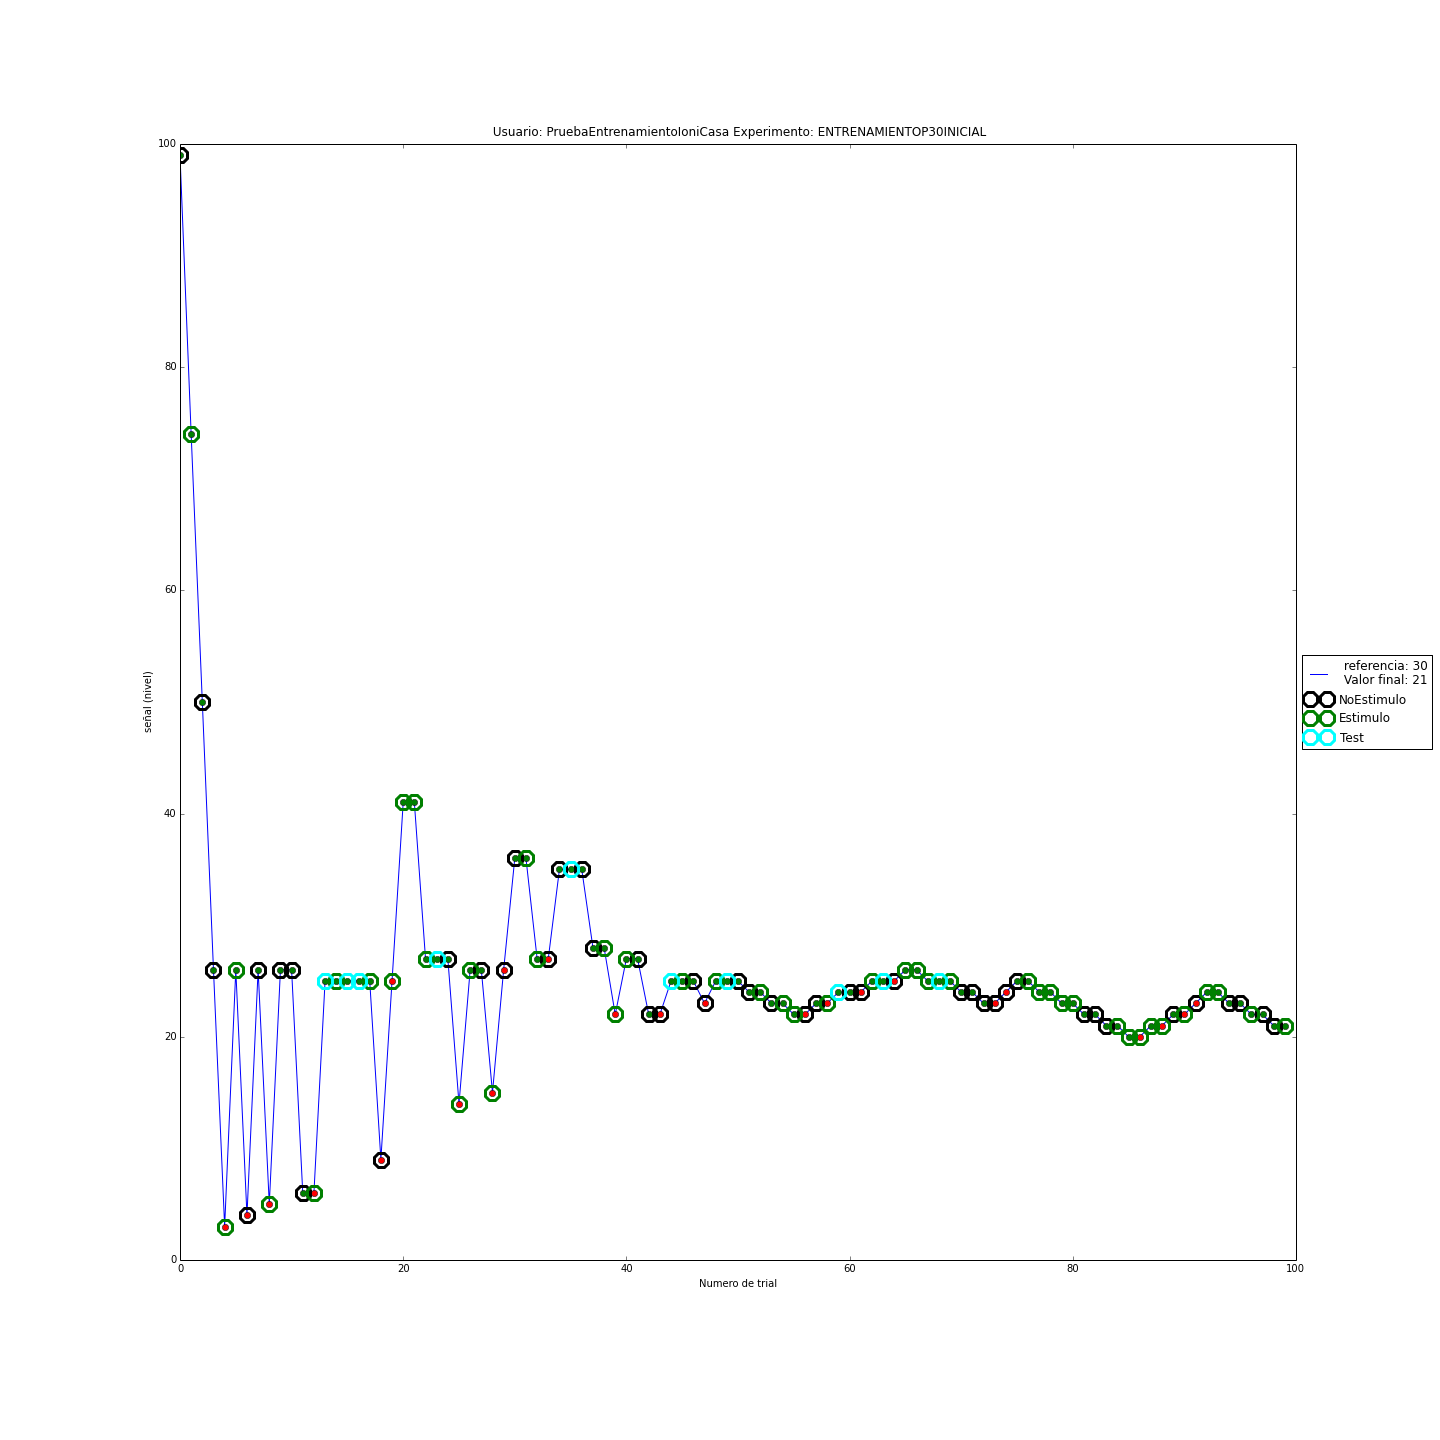 Usuario: PruebaEntrenamientoIoniCasa Experimento: ENTRENAMIENTOP30INICIAL
100
80
60
40
20
0
señal (nivel)
0 20 40 60 80 100
Numero de trial
referencia: 30
Valor final: 21
NoEstimulo
Estimulo
Test